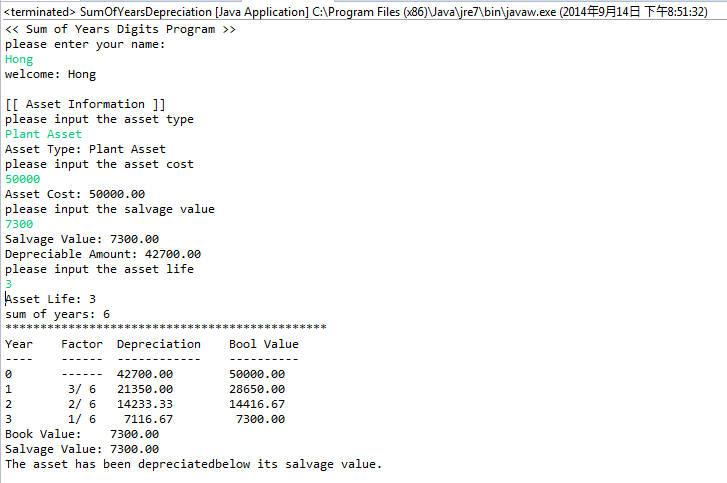 <terminated> SumOfYearsDepreciation [Java Application] C:\Program Files (x86)\Java\jre7\bin\javaw.exe (2014年9月14日 下午8:51:32)
<< Sum of Years Digits Program >>
please enter your name:
Hong
welcome: Hong
[[ Asset Information ]]
please input the asset type
Plant Asset
Asset Type: Plant Asset
please input the asset cost
50000
Asset Cost: 50000.00
please input the salvage value
7300
Salvage Value: 7300.00
Depreciable Amount: 42700.00
please input the asset life
3
Asset Life: 3
sum of years: 6
**********************************************
Year    Factor  Depreciation    Bool Value
----    ------  ------------    ----------
0       ------  42700.00        50000.00
1        3/ 6   21350.00        28650.00
2        2/ 6   14233.33        14416.67
3        1/ 6    7116.67         7300.00
Book Value:    7300.00
Salvage Value: 7300.00
The asset has been depreciatedbelow its salvage value.